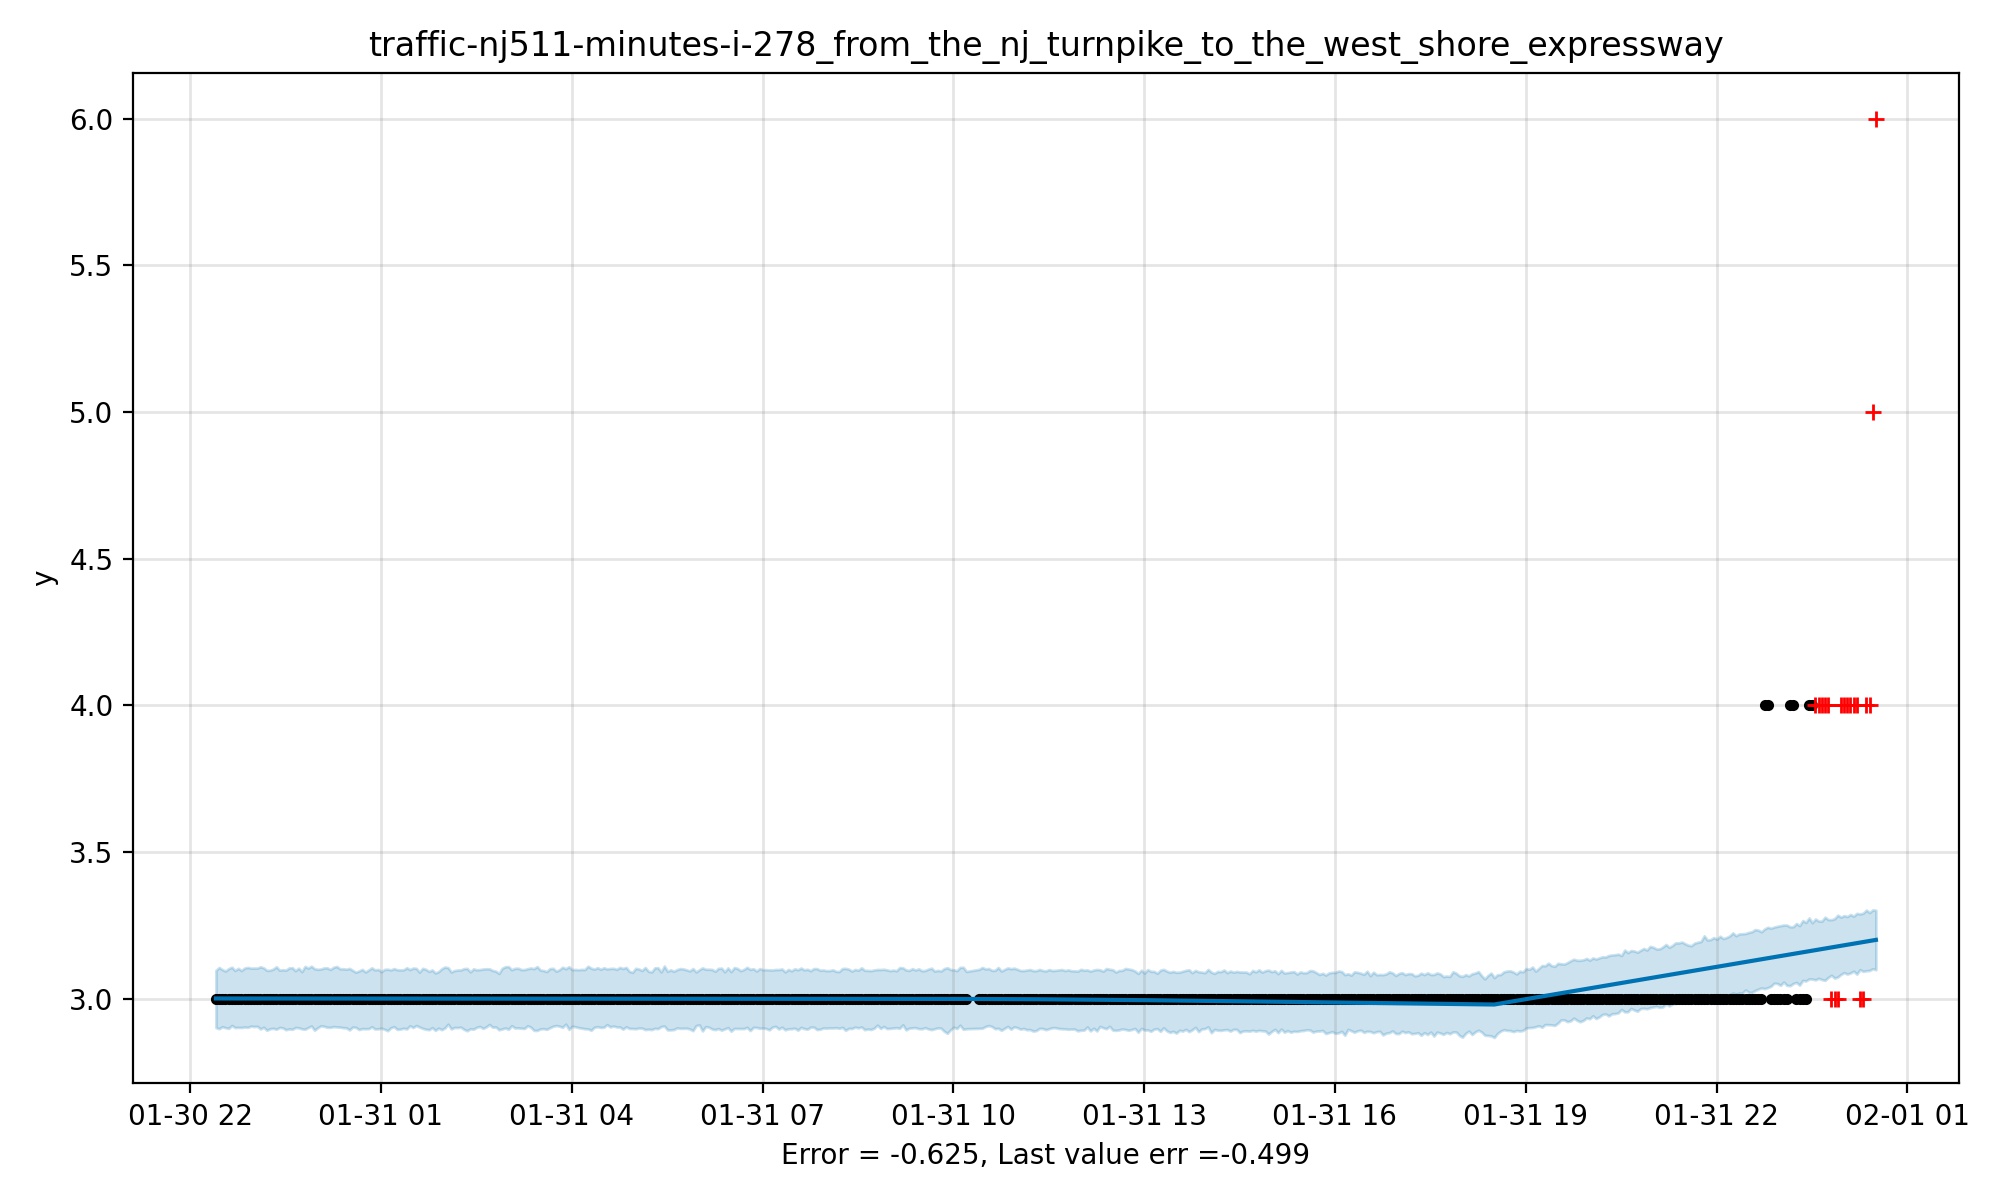 traffic-nj511-minutes-i-278_from_the_nj_turnpike_to_the_west_shore_expressway
6.0
5.5
5.0
4.5
y
4.0
3.5
3.0
01-30 22 01-31 01 01-31 04 01-31 07 01-31 10 01-31 13 01-31 16 01-31 19 01-31 22 02-01 01
Error = -0.625, Last value err =-0.499